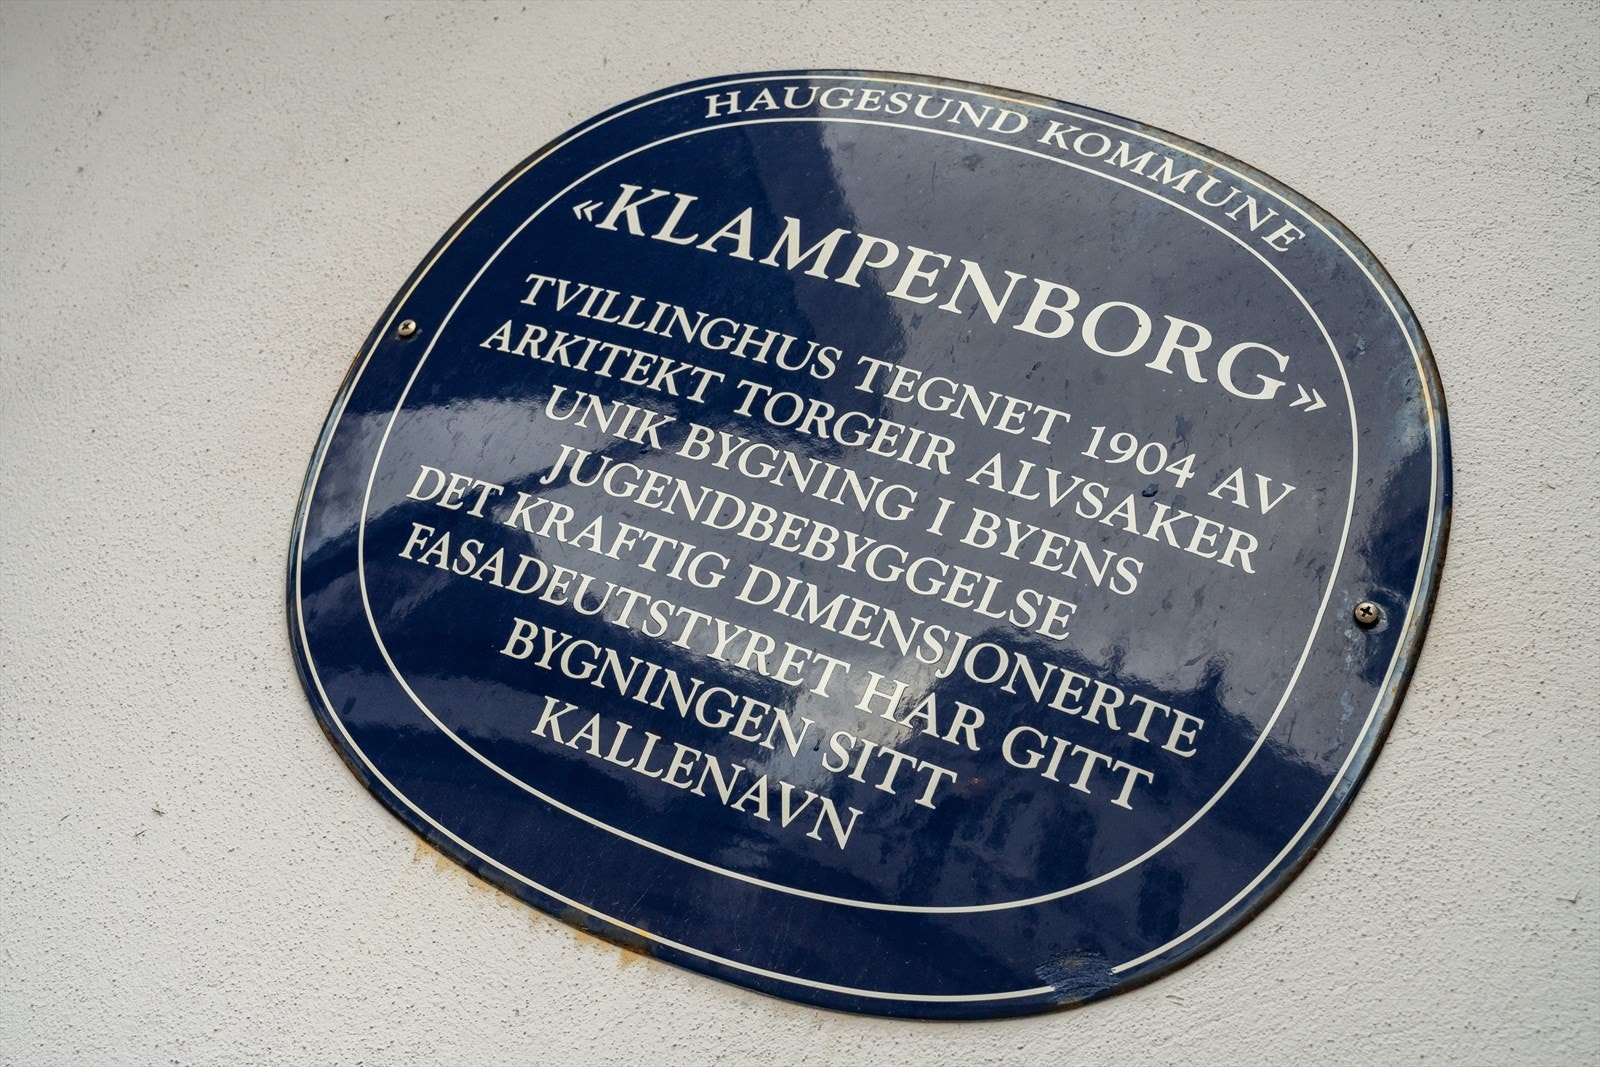 HAUGESUND KOMMUNE
«KLAMPENBORG»
TVILLINGHUS TEGNET 1904 AV
ARKITEKT TORGEIR ALVSAKER
UNIK BYGNING I BYENS
JUGENDBEBYGGELSE
DET KRAFTIG DIMENSJONERTE
FASADEUTSTYRET HAR GITT
BYGNINGEN SITT
KALLENAVN